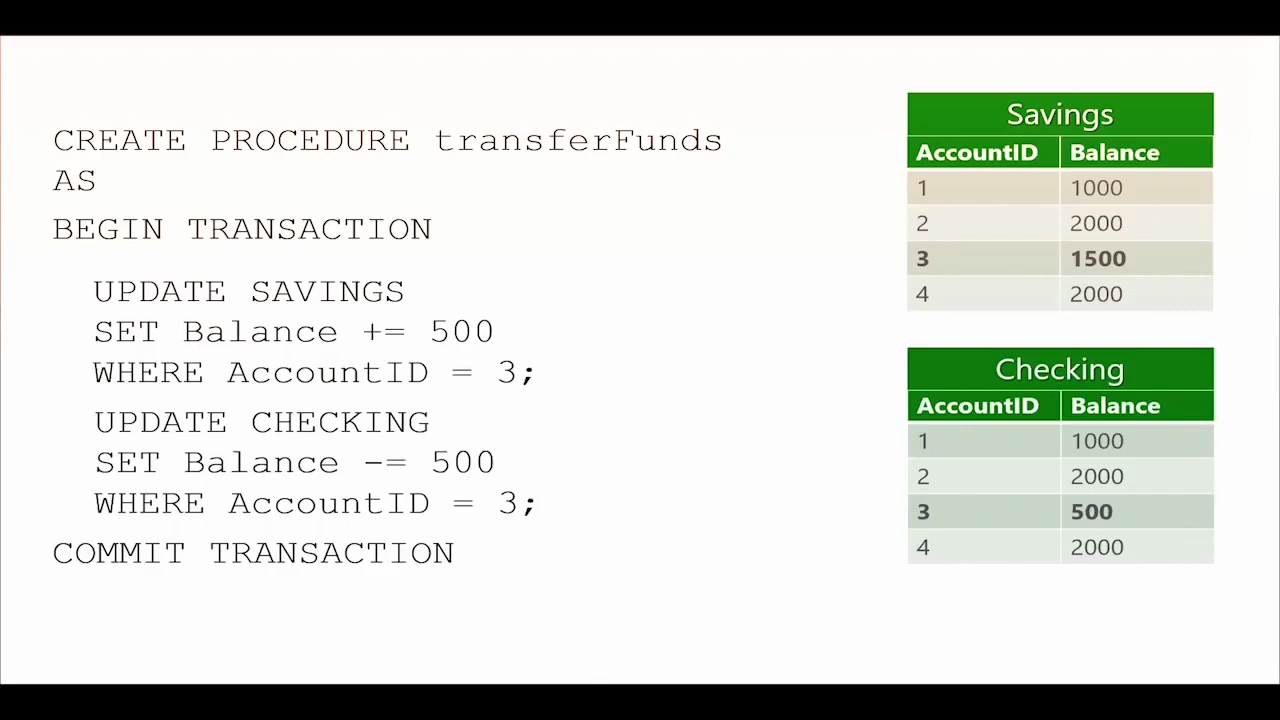 CREATE PROCEDURE transferFunds
AS
BEGIN TRANSACTION
UPDATE SAVINGS
SET Balance += 500
WHERE AccountID = 3;
UPDATE CHECKING
SET Balance -= 500
WHERE AccountID = 3;
COMMIT TRANSACTION
Savings
AccountID Balance
1 1000
2 2000
3 1500
4 2000
Checking
AccountID Balance
1 1000
2 2000
3 500
4 2000